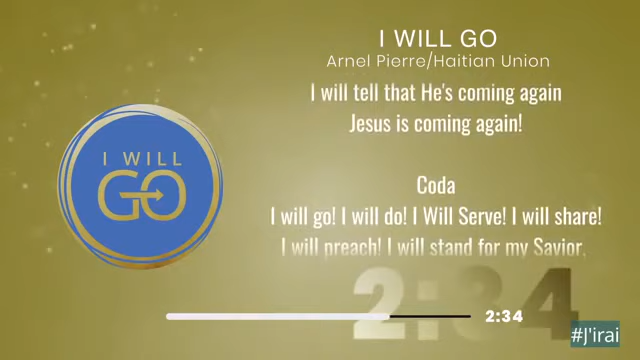 I WILL GO
Arnel Pierre/Haitian Union
I will tell that He's coming again
Jesus is coming again!
Coda
I will go! I will do! I Will Serve! I will share!
I will preach! I will stand for my Savior.
I WILL
GO
2:34
2:34
#J'irai